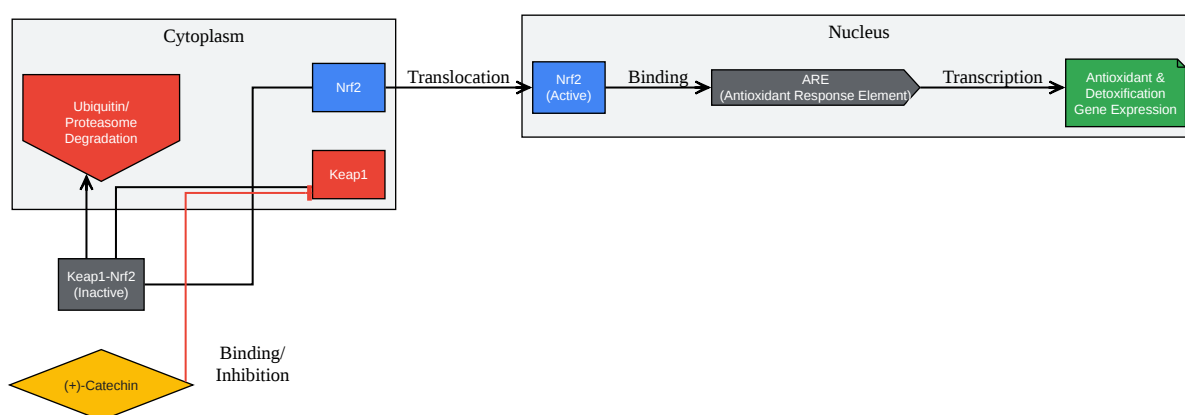 Cytoplasm
Nucleus
Ubiquitin/
Proteasome
Degradation
Nrf2
Translocation
Nrf2
(Active)
Binding
ARE
(Antioxidant Response Element)
Transcription
Antioxidant &
Detoxification
Gene Expression
Keap1
Keap1-Nrf2
(Inactive)
Binding/
Inhibition
(+)-Catechin